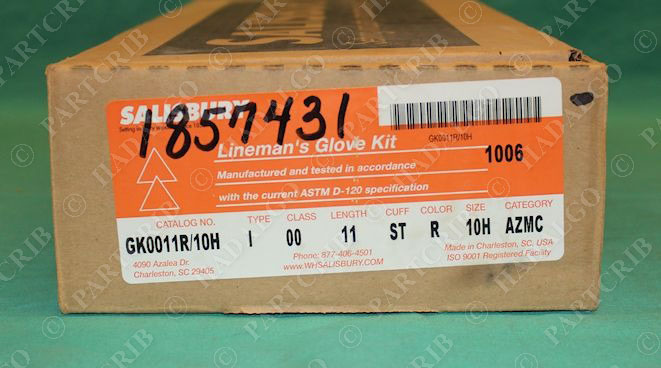 SALISBURY
1857431
Lineman's Glove Kit
Manufactured and tested in accordance
with the current ASTM D-120 specification
GK0011R/10H
1006
CATALOG NO. TYPE CLASS LENGTH CUFF COLOR SIZE CATEGORY
GK0011R/10H I 00 11 ST R 10H AZMC
4090 Azalea Dr.
Charleston, SC 29405
Phone: 877-406-4501
WWW.WHSALISBURY.COM
Made in Charleston, SC. USA
ISO 9001 Registered Facility
© PARTCRIB
© HADALGO